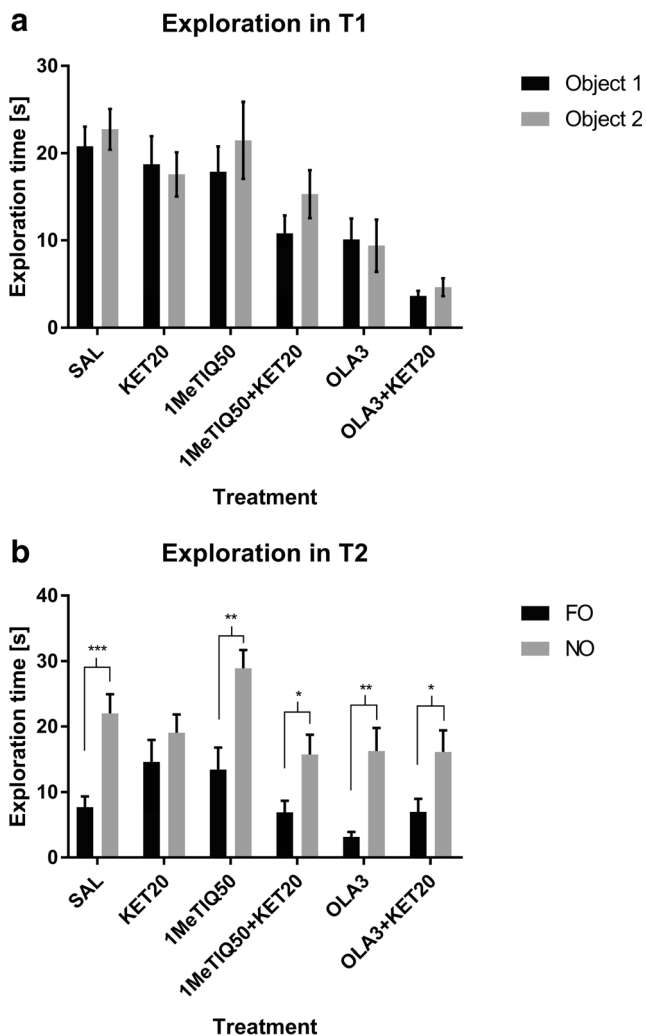 a
Exploration in T1
Exploration time [s]
30
20
10
0
SAL
KET20
1MeTIQ50
1MeTIQ50+KET20
OLA3
OLA3+KET20
Treatment
Object 1
Object 2
b
Exploration in T2
Exploration time [s]
40
30
20
10
0
***
**
*
**
*
SAL
KET20
1MeTIQ50
1MeTIQ50+KET20
OLA3
OLA3+KET20
Treatment
FO
NO